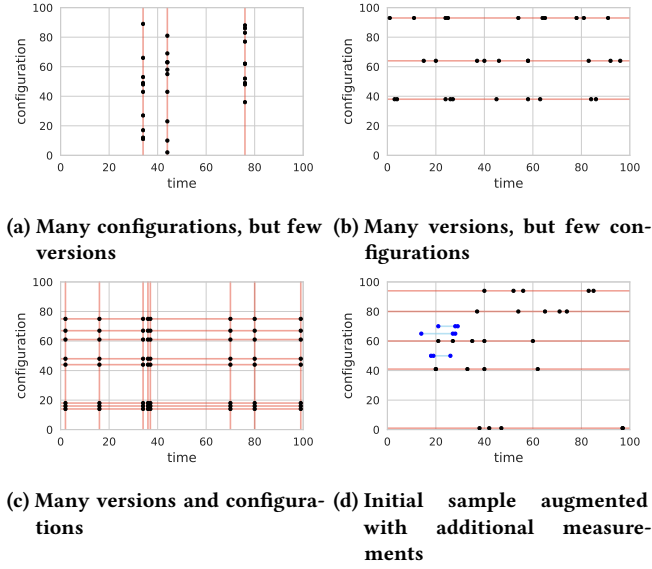 100
80
60
40
20
0
configuration
0 20 40 60 80 100
time
100
80
60
40
20
0
configuration
0 20 40 60 80 100
time
(a) Many configurations, but few
versions
(b) Many versions, but few con-
figurations
100
80
60
40
20
0
configuration
0 20 40 60 80 100
time
100
80
60
40
20
0
configuration
0 20 40 60 80 100
time
(c) Many versions and configura-
tions
(d) Initial sample augmented
with additional measure-
ments